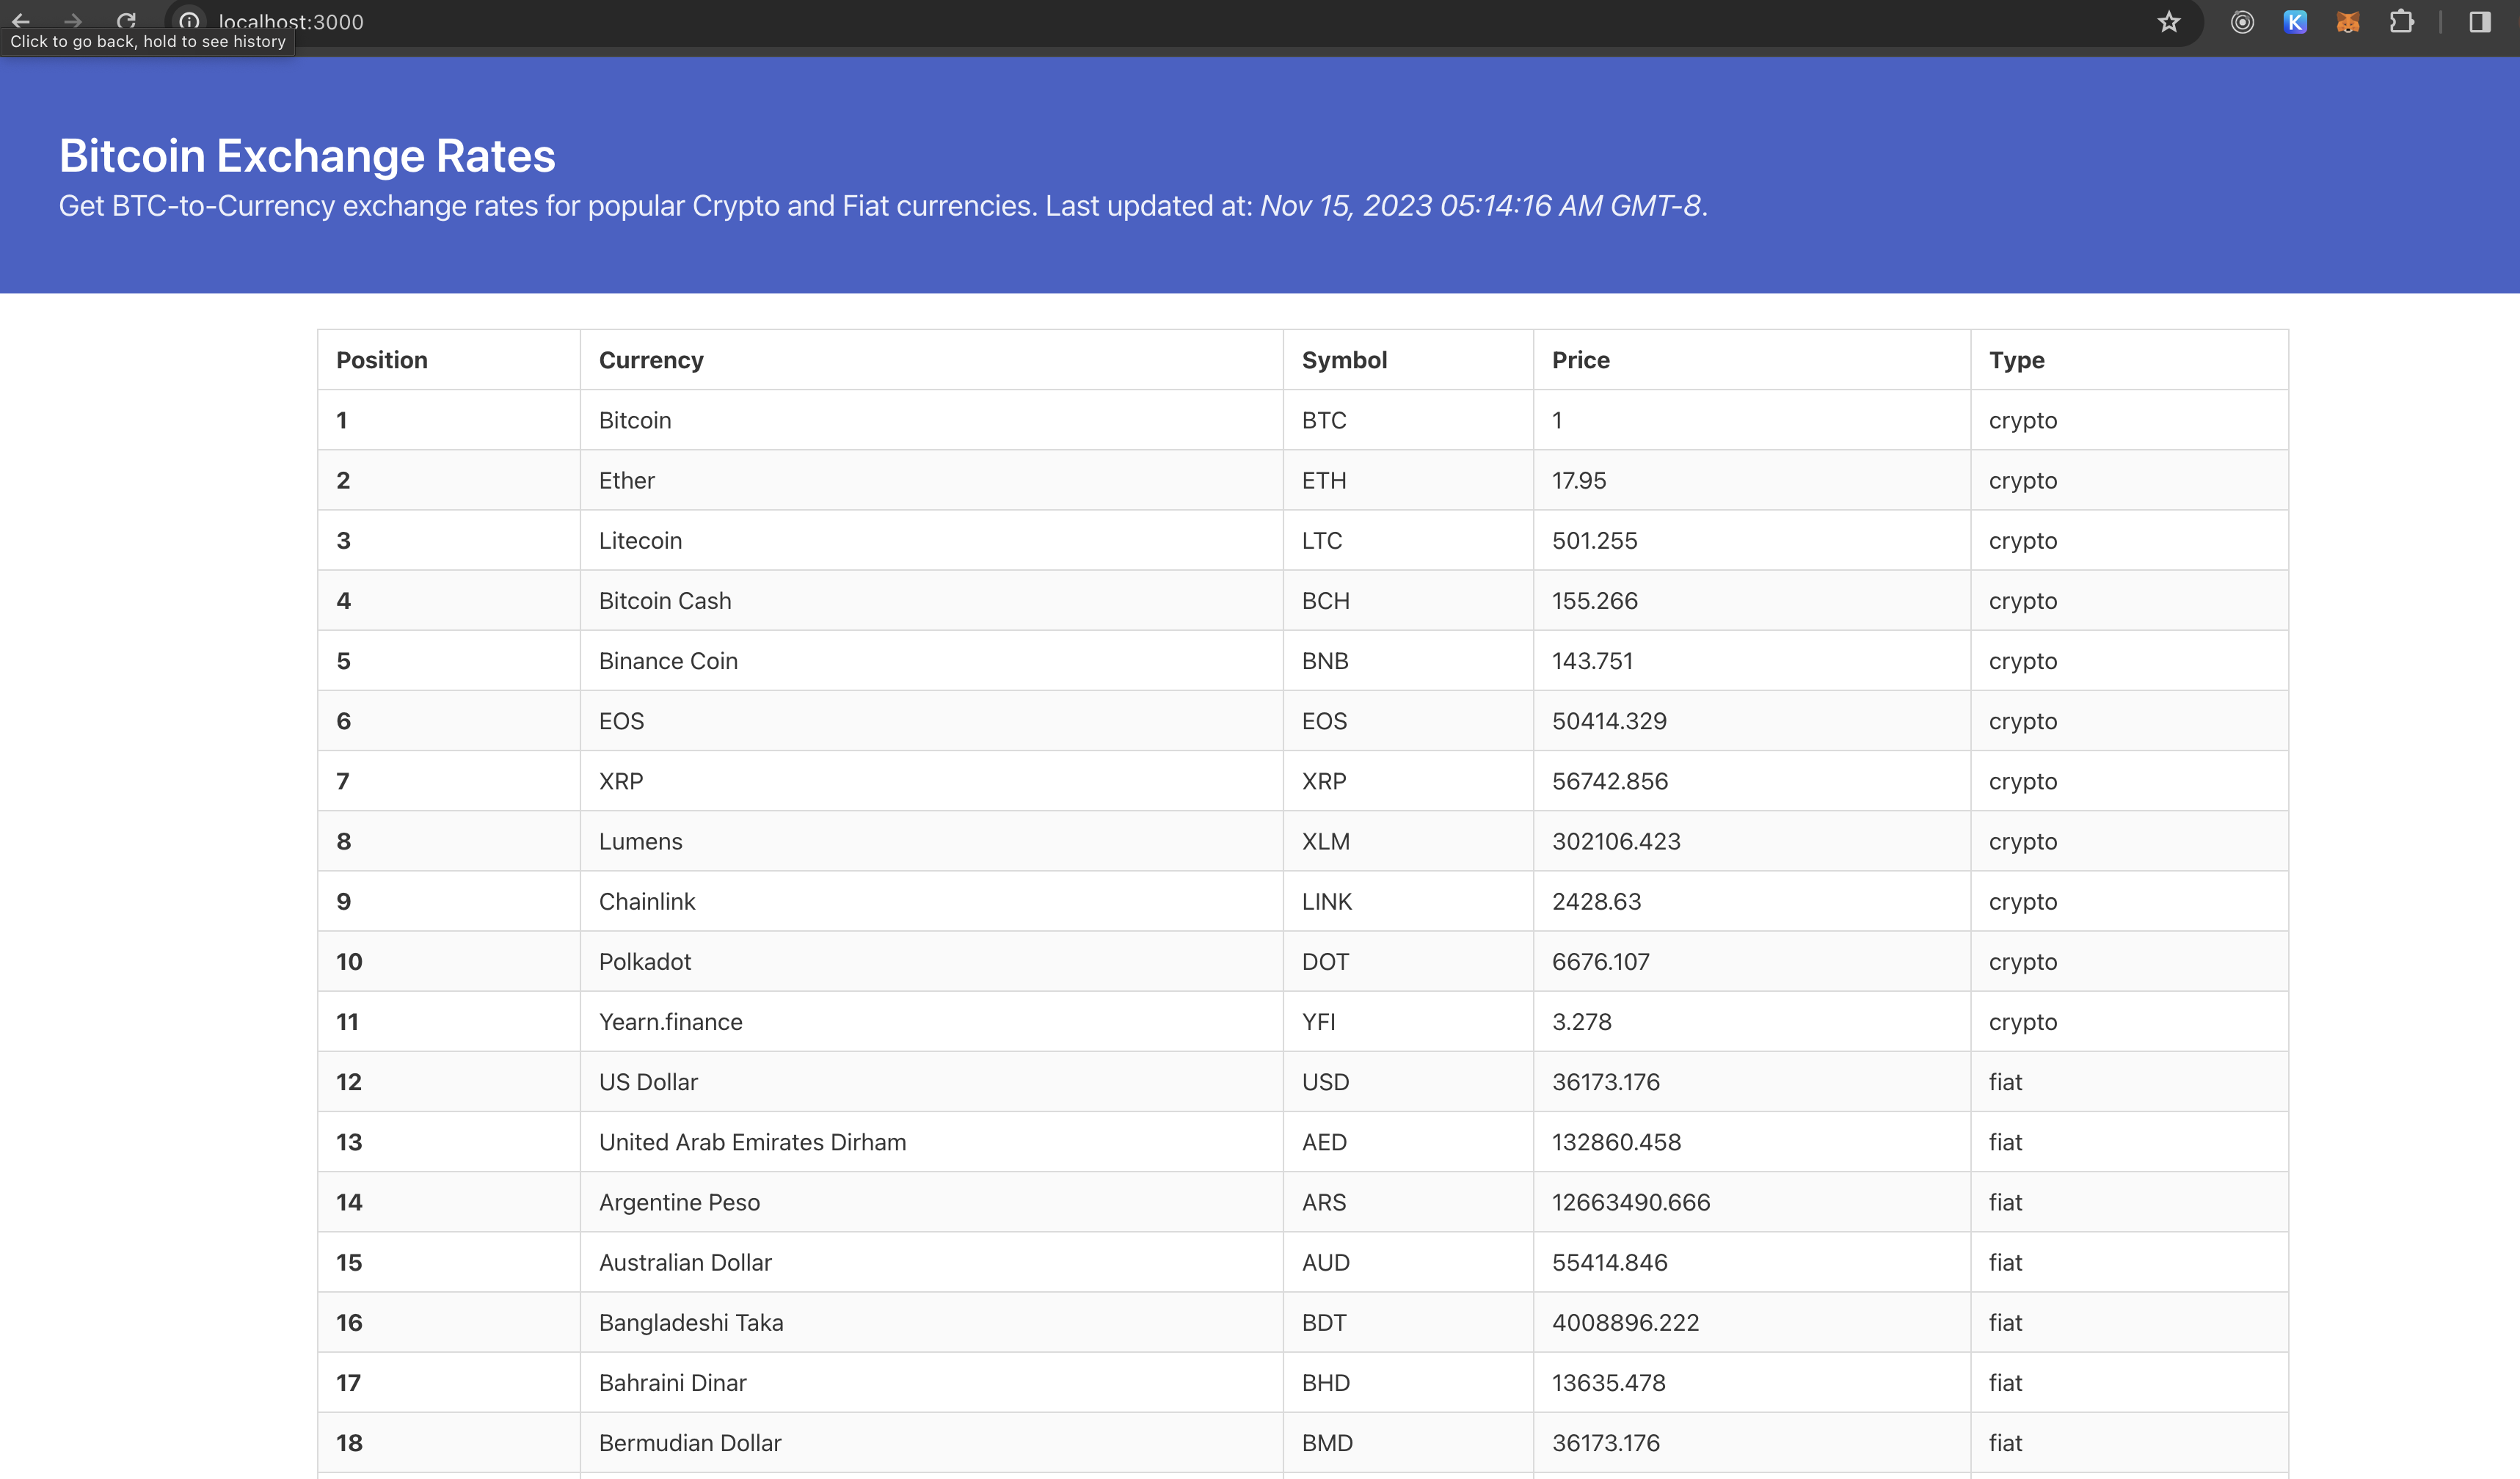 localhost:3000
Click to go back, hold to see history
K
Bitcoin Exchange Rates
Get BTC-to-Currency exchange rates for popular Crypto and Fiat currencies. Last updated at: Nov 15, 2023 05:14:16 AM GMT-8.
Position Currency Symbol Price Type
1 Bitcoin BTC 1 crypto
2 Ether ETH 17.95 crypto
3 Litecoin LTC 501.255 crypto
4 Bitcoin Cash BCH 155.266 crypto
5 Binance Coin BNB 143.751 crypto
6 EOS EOS 50414.329 crypto
7 XRP XRP 56742.856 crypto
8 Lumens XLM 302106.423 crypto
9 Chainlink LINK 2428.63 crypto
10 Polkadot DOT 6676.107 crypto
11 Yearn.finance YFI 3.278 crypto
12 US Dollar USD 36173.176 fiat
13 United Arab Emirates Dirham AED 132860.458 fiat
14 Argentine Peso ARS 12663490.666 fiat
15 Australian Dollar AUD 55414.846 fiat
16 Bangladeshi Taka BDT 4008896.222 fiat
17 Bahraini Dinar BHD 13635.478 fiat
18 Bermudian Dollar BMD 36173.176 fiat